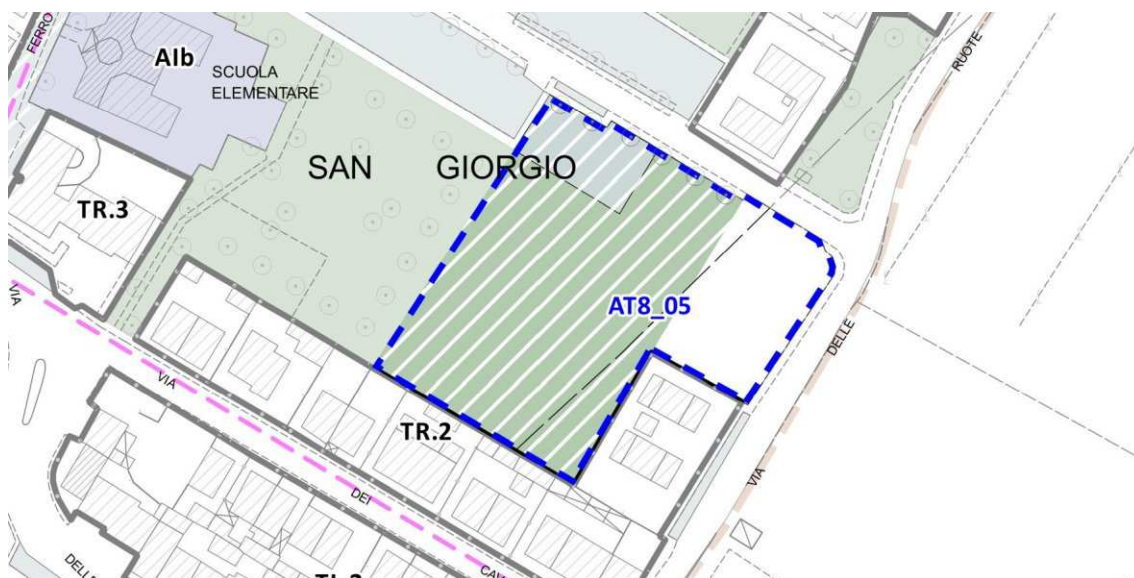 FERRO
AIb
SCUOLA
ELEMENTARE
RUOTE
SAN GIORGIO
TR.3
VIA
AT8_05
DELLE
VIA
TR.2
DEI
VIA
CAV